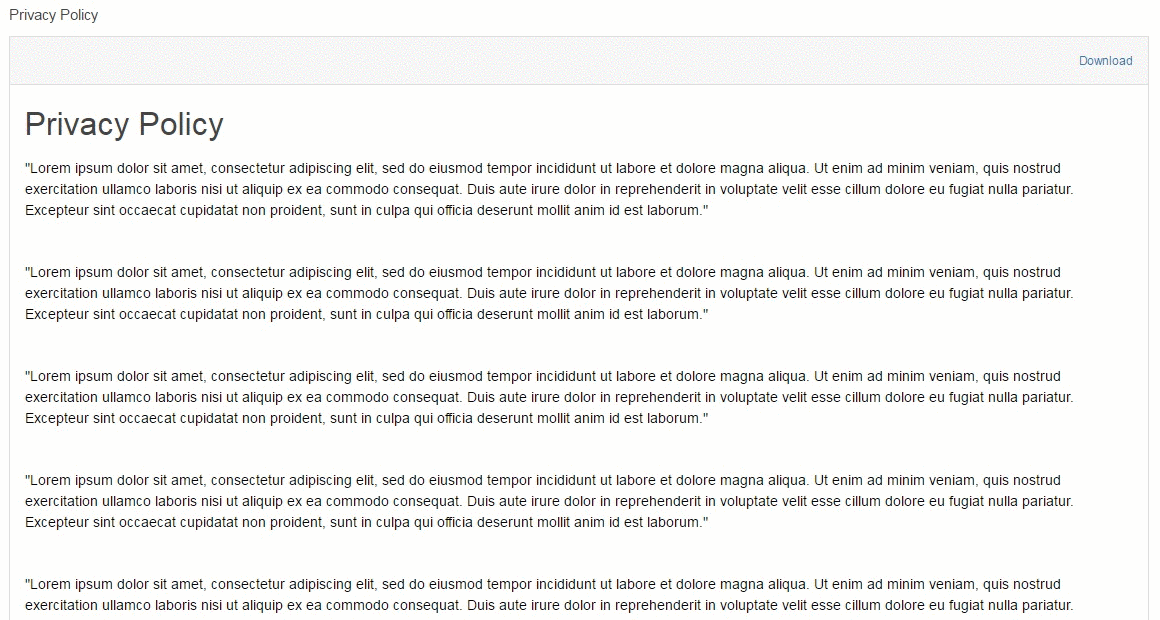 Privacy Policy
Download
Privacy Policy
"Lorem ipsum dolor sit amet, consectetur adipiscing elit, sed do eiusmod tempor incididunt ut labore et dolore magna aliqua. Ut enim ad minim veniam, quis nostrud
exercitation ullamco laboris nisi ut aliquip ex ea commodo consequat. Duis aute irure dolor in reprehenderit in voluptate velit esse cillum dolore eu fugiat nulla pariatur.
Excepteur sint occaecat cupidatat non proident, sunt in culpa qui officia deserunt mollit anim id est laborum."
"Lorem ipsum dolor sit amet, consectetur adipiscing elit, sed do eiusmod tempor incididunt ut labore et dolore magna aliqua. Ut enim ad minim veniam, quis nostrud
exercitation ullamco laboris nisi ut aliquip ex ea commodo consequat. Duis aute irure dolor in reprehenderit in voluptate velit esse cillum dolore eu fugiat nulla pariatur.
Excepteur sint occaecat cupidatat non proident, sunt in culpa qui officia deserunt mollit anim id est laborum."
"Lorem ipsum dolor sit amet, consectetur adipiscing elit, sed do eiusmod tempor incididunt ut labore et dolore magna aliqua. Ut enim ad minim veniam, quis nostrud
exercitation ullamco laboris nisi ut aliquip ex ea commodo consequat. Duis aute irure dolor in reprehenderit in voluptate velit esse cillum dolore eu fugiat nulla pariatur.
Excepteur sint occaecat cupidatat non proident, sunt in culpa qui officia deserunt mollit anim id est laborum."
"Lorem ipsum dolor sit amet, consectetur adipiscing elit, sed do eiusmod tempor incididunt ut labore et dolore magna aliqua. Ut enim ad minim veniam, quis nostrud
exercitation ullamco laboris nisi ut aliquip ex ea commodo consequat. Duis aute irure dolor in reprehenderit in voluptate velit esse cillum dolore eu fugiat nulla pariatur.
Excepteur sint occaecat cupidatat non proident, sunt in culpa qui officia deserunt mollit anim id est laborum."
"Lorem ipsum dolor sit amet, consectetur adipiscing elit, sed do eiusmod tempor incididunt ut labore et dolore magna aliqua. Ut enim ad minim veniam, quis nostrud
exercitation ullamco laboris nisi ut aliquip ex ea commodo consequat. Duis aute irure dolor in reprehenderit in voluptate velit esse cillum dolore eu fugiat nulla pariatur.